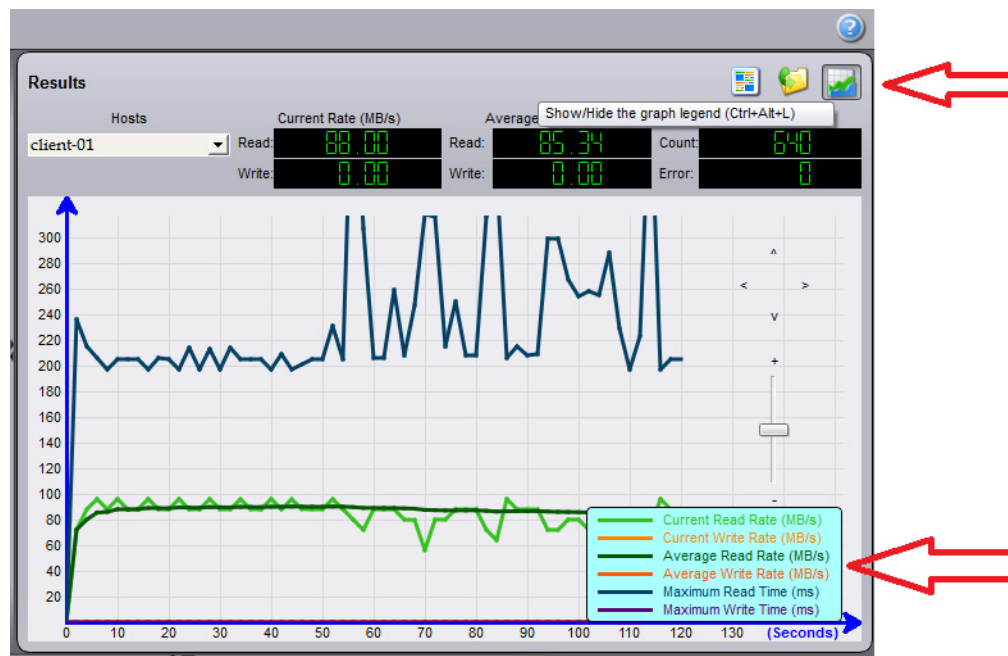 Results
Show/Hide the graph legend (Ctrl+Alt+L)
Hosts Current Rate (MB/s) Average
client-01 Read: 88.00 Read: 85.34 Count: 640
Write: 0.00 Write: 0.00 Error: 0
300
280
260
240
220
200
180
160
140
120
100
80
60
40
20
^
< >
v
+
-
Current Read Rate (MB/s)
Current Write Rate (MB/s)
Average Read Rate (MB/s)
Average Write Rate (MB/s)
Maximum Read Time (ms)
Maximum Write Time (ms)
0 10 20 30 40 50 60 70 80 90 100 110 120 130 (Seconds)